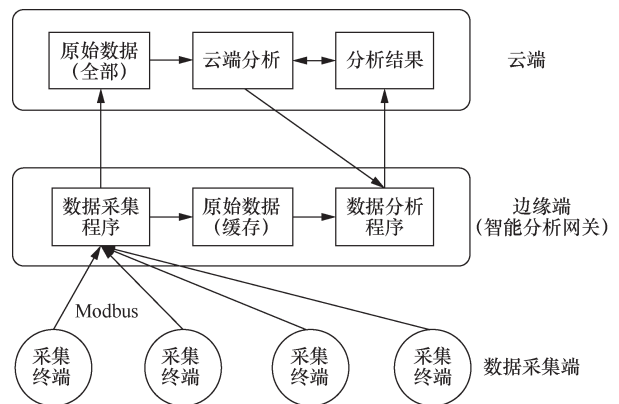 原始数据
（全部）
云端分析
分析结果
云端
数据采集
程序
原始数据
（缓存）
数据分析
程序
边缘端
（智能分析网关）
Modbus
采集
终端
采集
终端
采集
终端
采集
终端
数据采集端